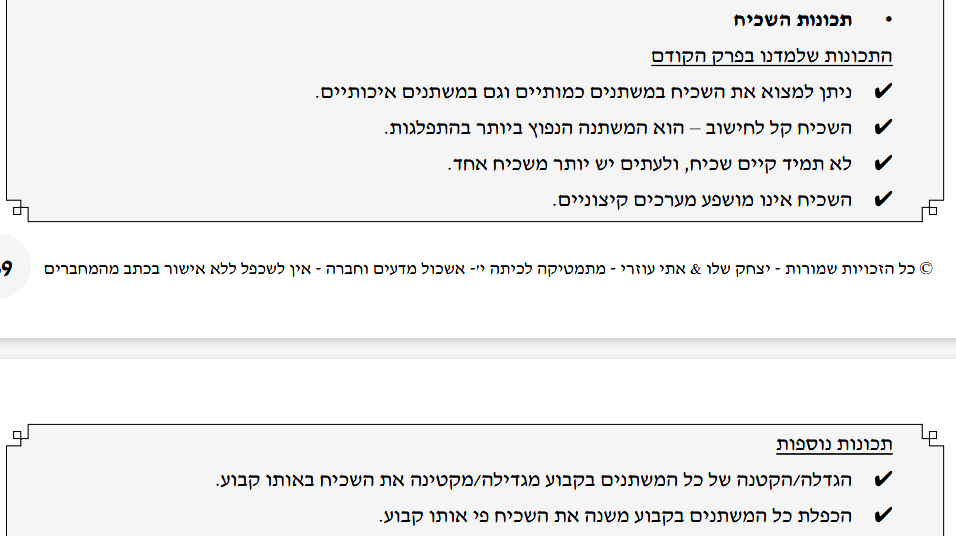 • תכונות השכיח
התכונות שלמדנו בפרק הקודם
✔ ניתן למצוא את השכיח במשתנים כמותיים וגם במשתנים איכותיים.
✔ השכיח קל לחישוב – הוא המשתנה הנפוץ ביותר בהתפלגות.
✔ לא תמיד קיים שכיח, ולעתים יש יותר משכיח אחד.
✔ השכיח אינו מושפע מערכים קיצוניים.
© כל הזכויות שמורות - יצחק שלו & אתי עוזרי - מתמטיקה לכיתה י'- אשכול מדעים וחברה - אין לשכפל ללא אישור בכתב מהמחברים
תכונות נוספות
✔ הגדלה/הקטנה של כל המשתנים בקבוע מגדילה/מקטינה את השכיח באותו קבוע.
✔ הכפלת כל המשתנים בקבוע משנה את השכיח פי אותו קבוע.